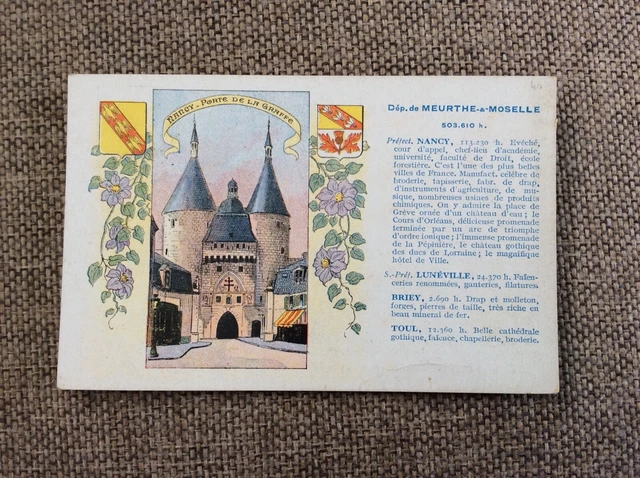 NANCY - PORTE DE LA GRAFFE
Dép. de MEURTHE-&-MOSELLE
503.610 h.
Préfect. NANCY, 113.230 h. Evêché,
cour d'appel, chef-lieu d'académie,
université, faculté de Droit, école
forestière. C'est l'une des plus belles
villes de France. Manufact. célèbre de
broderie, tapisserie, fabr. de drap,
d'instruments d'agriculture, de mu-
sique, nombreuses usines de produits
chimiques. On y admire la place de
Grève ornée d'un château d'eau ; le
Cours d'Orléans, délicieuse promenade
terminée par un arc de triomphe
d'ordre ionique ; l'immense promenade
de la Pépinière, le château gothique
des ducs de Lorraine ; le magnifique
hôtel de Ville.
S.-Préf. LUNÉVILLE, 24.370 h. Faïen-
ceries renommées, ganteries, filatures.
BRIEY, 2.690 h. Drap et molleton,
forges, pierres de taille, très riche en
beau minerai de fer.
TOUL, 12.360 h. Belle cathédrale
gothique, faïence, chapellerie, broderie.